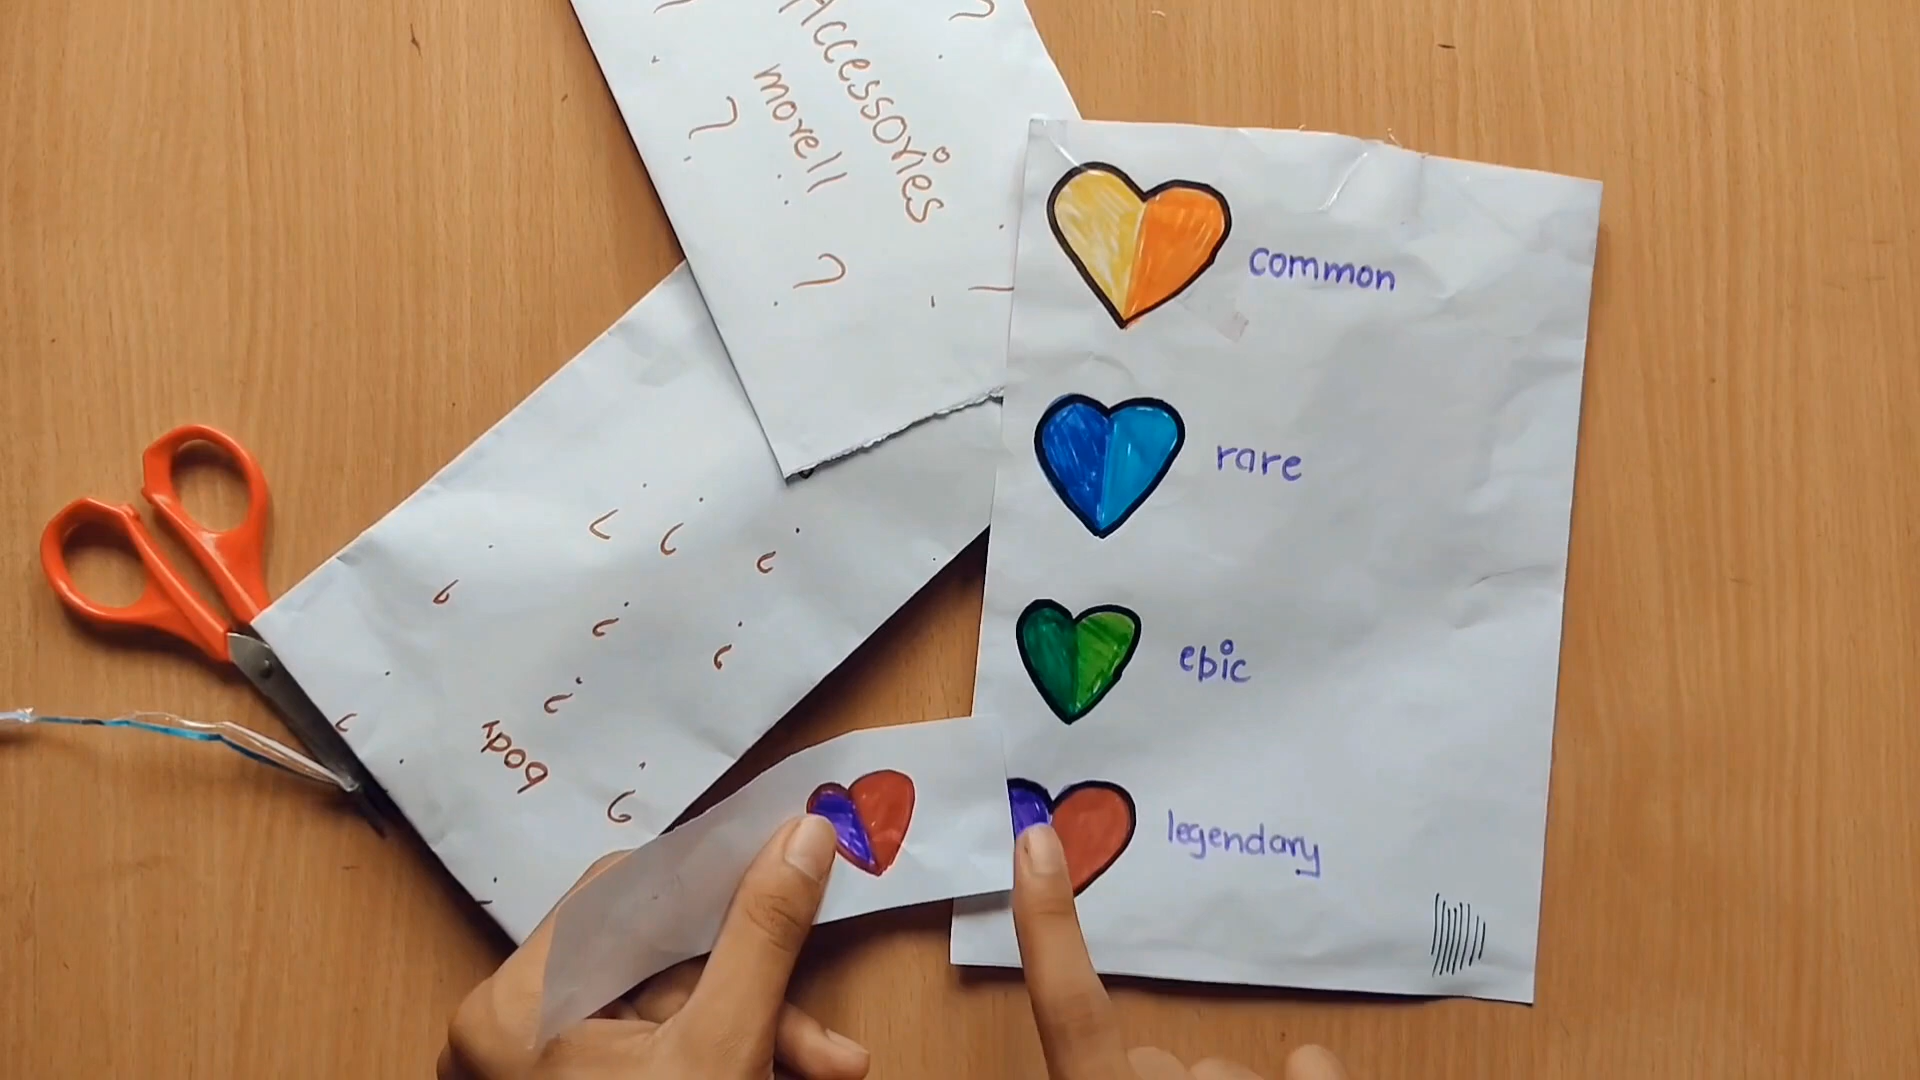 Accessories
morell
common
rare
epic
legendary
body